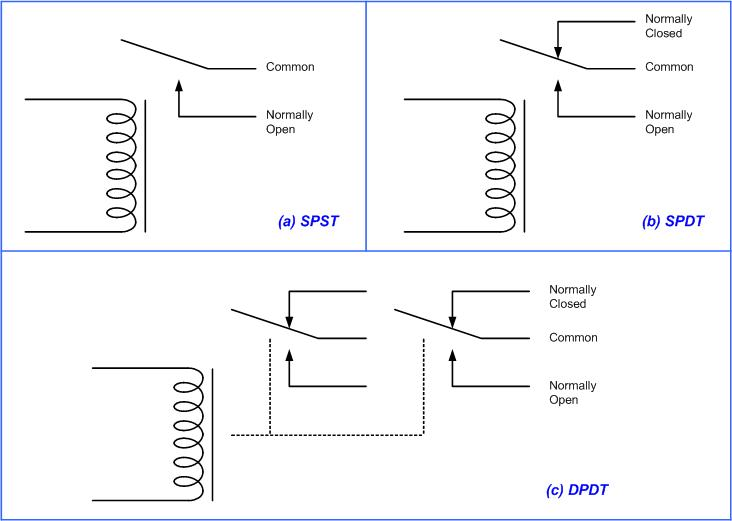 Common
Normally
Open
(a) SPST
Normally
Closed
Common
Normally
Open
(b) SPDT
Normally
Closed
Common
Normally
Open
(c) DPDT